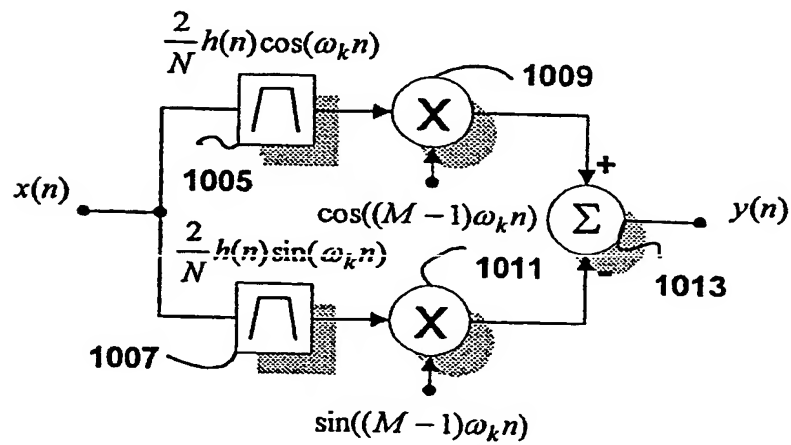 2/N h(n)cos(ω_k n)
1009
X
1005
+
x(n)
cos((M − 1)ω_k n)
Σ
y(n)
2/N h(n)sin(ω_k n)
1011
-
1013
X
1007
sin((M − 1)ω_k n)